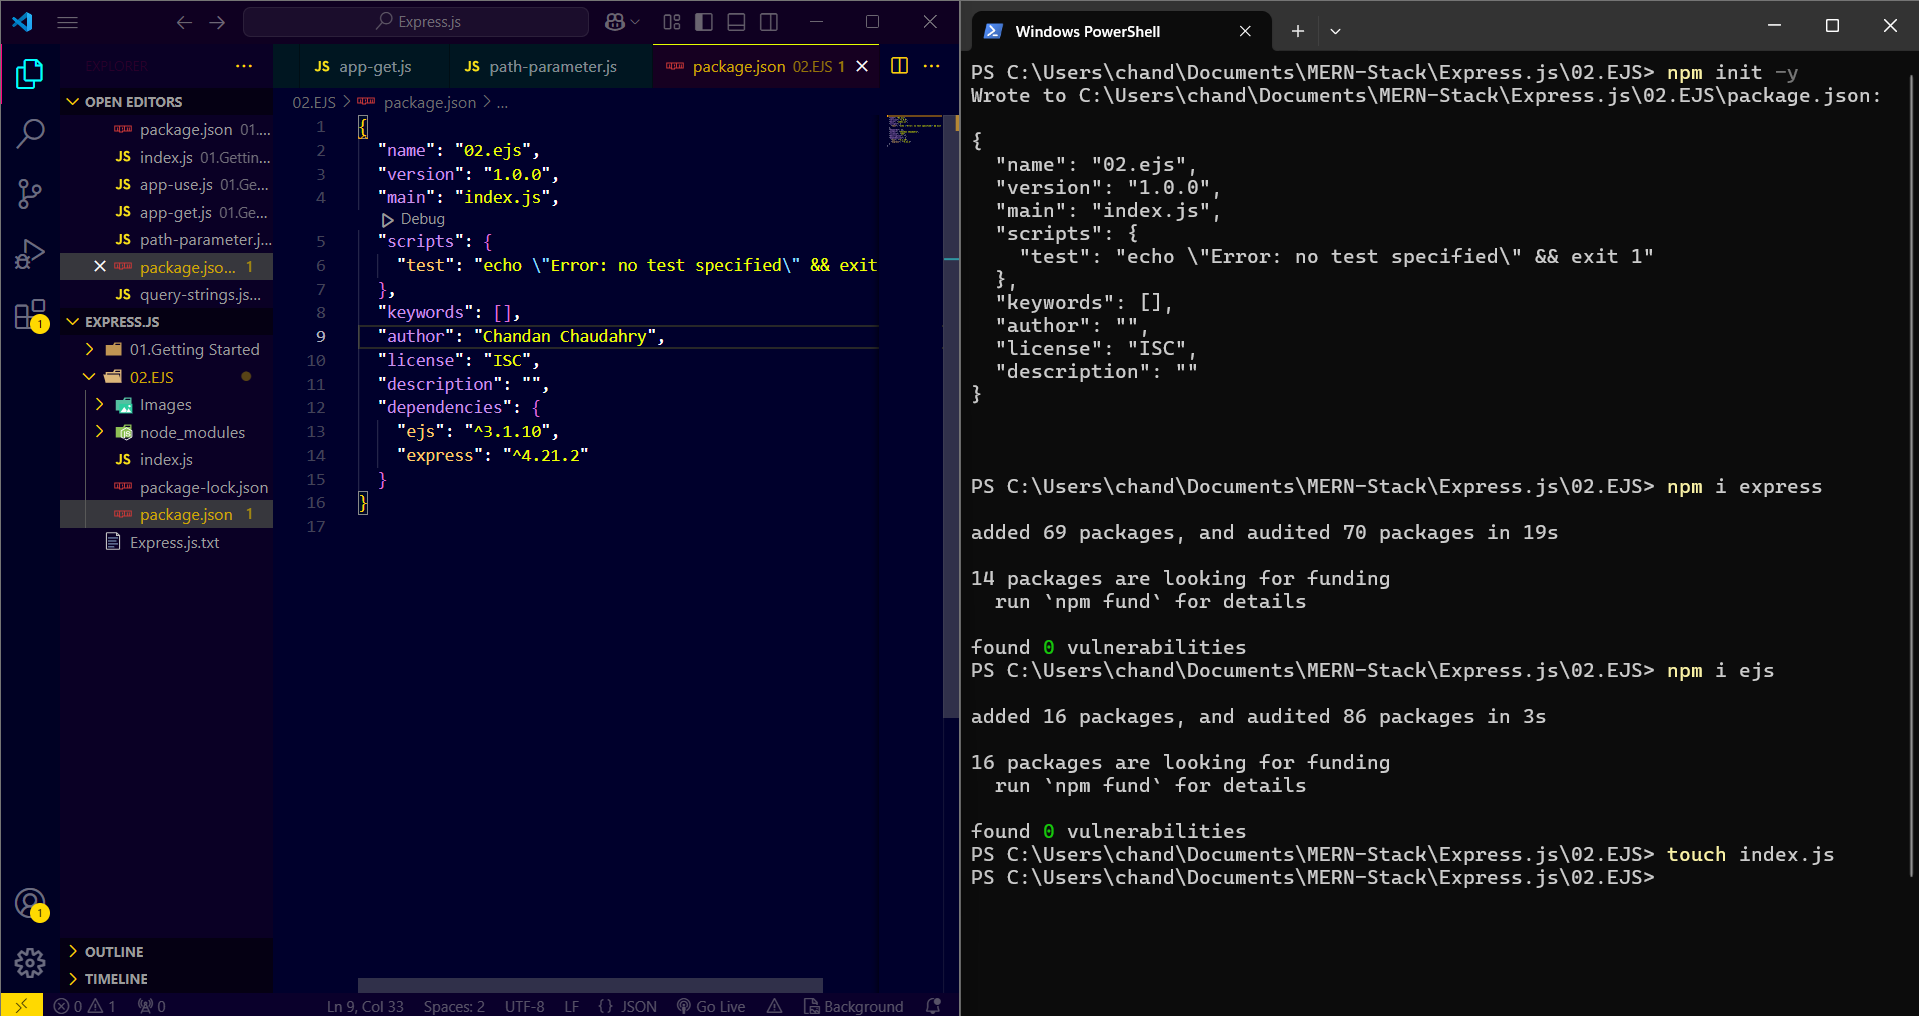 Express.js
EXPLORER
OPEN EDITORS
package.json 01....
JS index.js 01.Gettin...
JS app-use.js 01.Ge...
JS app-get.js 01.Ge...
JS path-parameter.j...
package.jso... 1
JS query-strings.js...
EXPRESS.JS
01.Getting Started
02.EJS
Images
node_modules
JS index.js
package-lock.json
package.json 1
Express.js.txt
OUTLINE
TIMELINE
1
1
JS app-get.js
JS path-parameter.js
package.json 02.EJS 1
02.EJS > package.json > ...
1 {
2 "name": "02.ejs",
3 "version": "1.0.0",
4 "main": "index.js",
Debug
5 "scripts": {
6 "test": "echo \"Error: no test specified\" && exit
7 },
8 "keywords": [],
9 "author": "Chandan Chaudahry",
10 "license": "ISC",
11 "description": "",
12 "dependencies": {
13 "ejs": "^3.1.10",
14 "express": "^4.21.2"
15 }
16 }
17
0 1 0 Ln 9, Col 33 Spaces: 2 UTF-8 LF {} JSON Go Live Background
Windows PowerShell
PS C:\Users\chand\Documents\MERN-Stack\Express.js\02.EJS> npm init -y
Wrote to C:\Users\chand\Documents\MERN-Stack\Express.js\02.EJS\package.json:
{
"name": "02.ejs",
"version": "1.0.0",
"main": "index.js",
"scripts": {
"test": "echo \"Error: no test specified\" && exit 1"
},
"keywords": [],
"author": "",
"license": "ISC",
"description": ""
}
PS C:\Users\chand\Documents\MERN-Stack\Express.js\02.EJS> npm i express
added 69 packages, and audited 70 packages in 19s
14 packages are looking for funding
run `npm fund` for details
found 0 vulnerabilities
PS C:\Users\chand\Documents\MERN-Stack\Express.js\02.EJS> npm i ejs
added 16 packages, and audited 86 packages in 3s
16 packages are looking for funding
run `npm fund` for details
found 0 vulnerabilities
PS C:\Users\chand\Documents\MERN-Stack\Express.js\02.EJS> touch index.js
PS C:\Users\chand\Documents\MERN-Stack\Express.js\02.EJS>